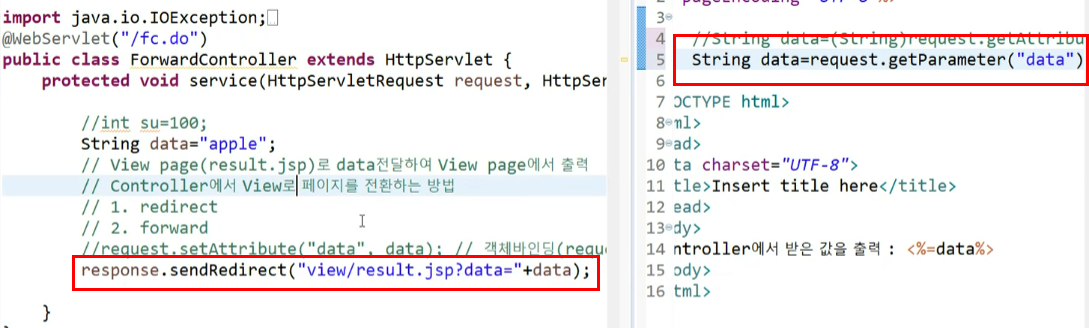 import java.io.IOException;
@WebServlet("/fc.do")
public class ForwardController extends HttpServlet {
protected void service(HttpServletRequest request, HttpSer
//int su=100;
String data="apple";
// View page(result.jsp)로 data전달하여 View page에서 출력
// Controller에서 View로 페이지를 전환하는 방법
// 1. redirect
// 2. forward
//request.setAttribute("data", data); // 객체바인딩(reque
response.sendRedirect("view/result.jsp?data="+data);
}
3
4 //String data=(String)request.getAttribu
5 String data=request.getParameter("data")
6
7 OCTYPE html>
8 ml>
9 ad>
10 ta charset="UTF-8">
11 tle>Insert title here</title>
12 ead>
13 dy>
14 ntroller에서 받은 값을 출력 : <%=data%>
15 ody>
16 tml>